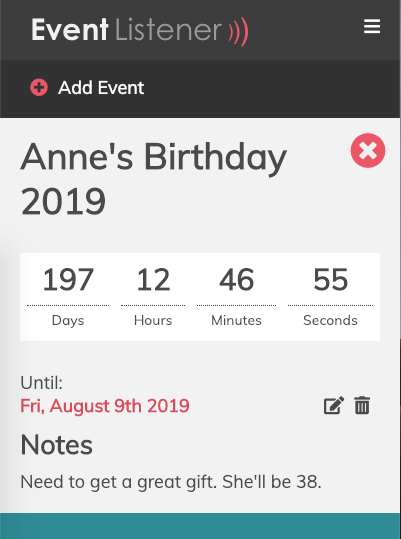 Event Listener
Add Event
Anne's Birthday
2019
197 12 46 55
Days Hours Minutes Seconds
Until:
Fri, August 9th 2019
Notes
Need to get a great gift. She'll be 38.